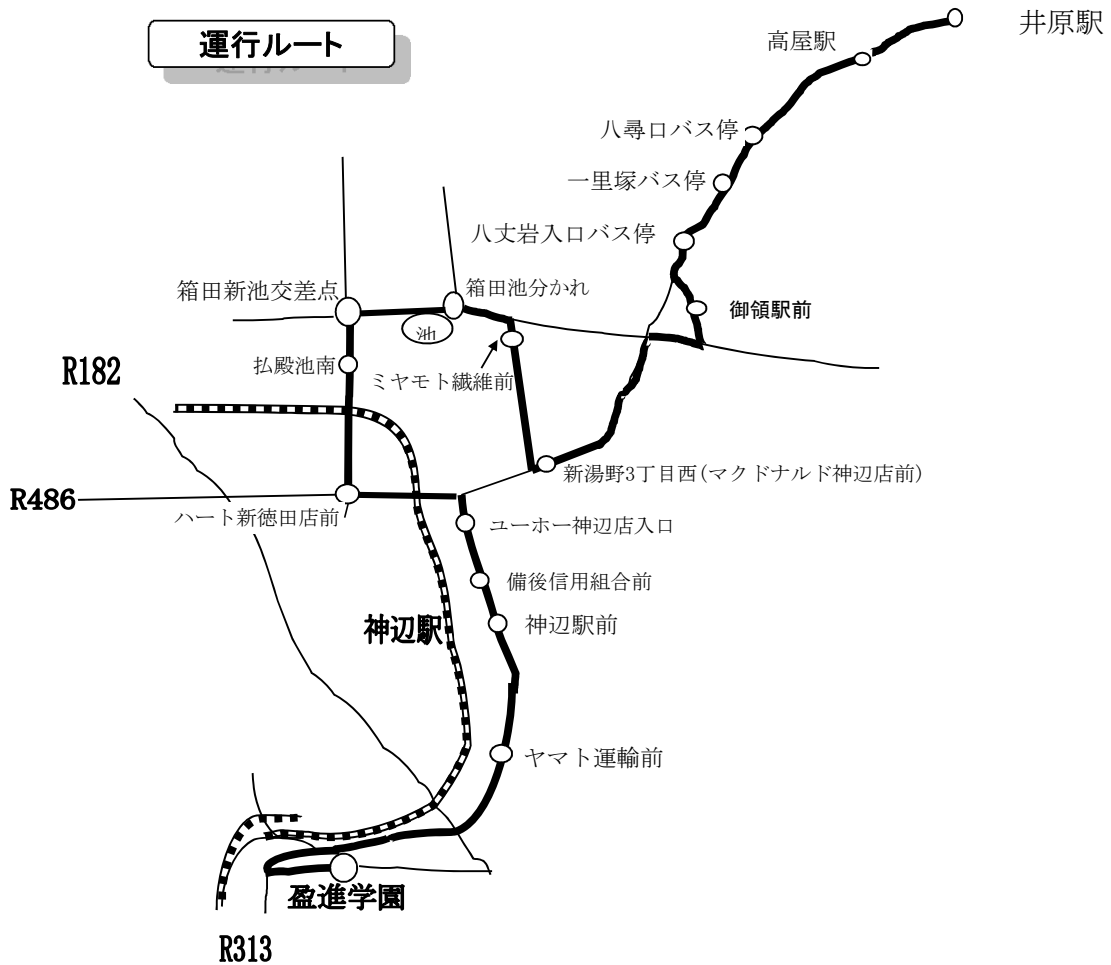 運行ルート
井原駅
高屋駅
八尋口バス停
一里塚バス停
八丈岩入口バス停
箱田新池交差点
箱田池分かれ
御領駅前
池
払殿池南
ミヤモト繊維前
R182
新湯野3丁目西(マクドナルド神辺店前)
R486
ハート新徳田店前
ユーホー神辺店入口
備後信用組合前
神辺駅
神辺駅前
ヤマト運輸前
盈進学園
R313